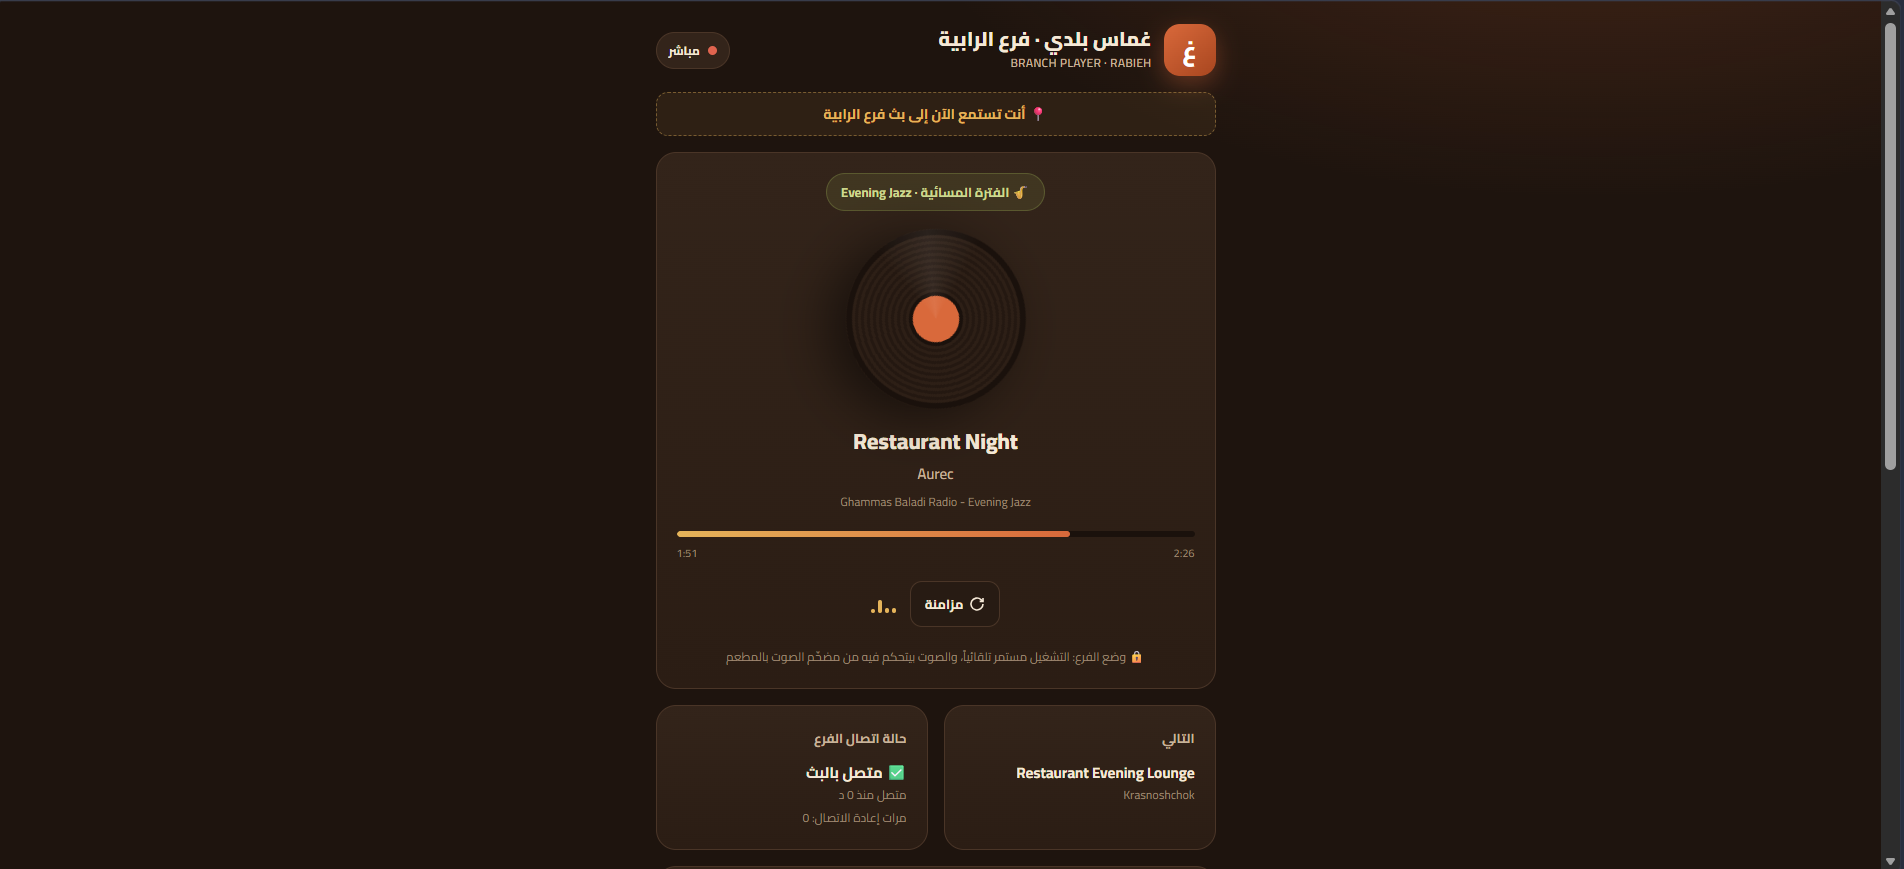 غ
غماس بلدي · فرع الرابية
BRANCH PLAYER · RABIEH
مباشر
أنت تستمع الآن إلى بث فرع الرابية
الفترة المسائية · Evening Jazz
Restaurant Night
Aurec
Ghammas Baladi Radio - Evening Jazz
1:51
2:26
مزامنة
وضع الفرع: التشغيل مستمر تلقائياً، والصوت بيتحكم فيه من مضخّم الصوت بالمطعم
التالي
Restaurant Evening Lounge
Krasnoshchok
حالة اتصال الفرع
متصل بالبث
متصل منذ 0 د
مرات إعادة الاتصال: 0